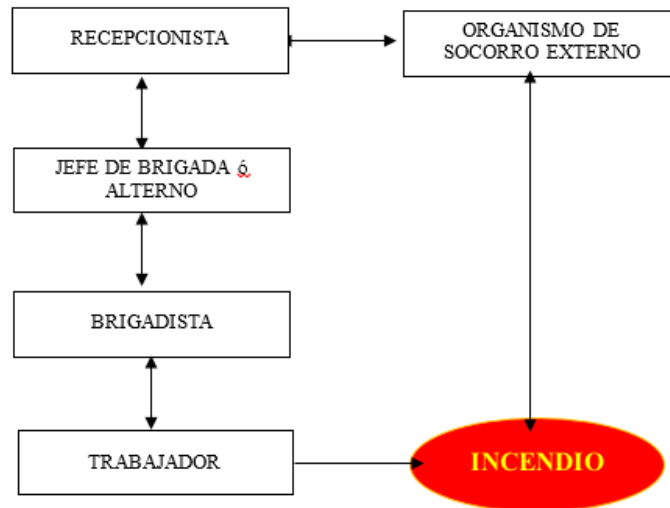 RECEPCIONISTA
ORGANISMO DE
SOCORRO EXTERNO
JEFE DE BRIGADA ó
ALTERNO
BRIGADISTA
TRABAJADOR
INCENDIO